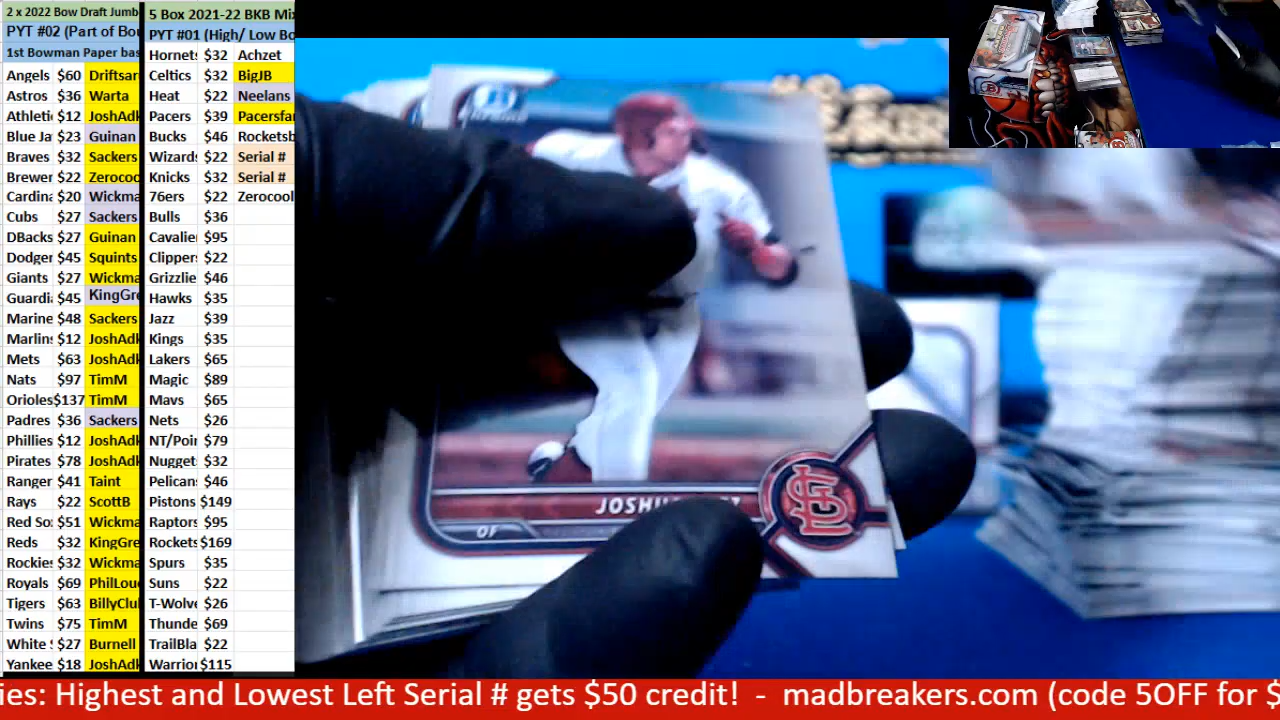 2 x 2022 Bow Draft Jumb 5 Box 2021-22 BKB Mix
PYT #02 (Part of Bo PYT #01 (High/ Low Bo
1st Bowman Paper bas Hornets $32 Achzet
Angels $60 Driftsar Celtics $32 BigJB
Astros $36 Warta Heat $22 Neelans
Athleti $12 JoshAdk Pacers $39 Pacersfa
Blue Ja $23 Guinan Bucks $46 Rocketsb
Braves $32 Sackers Wizard $22 Serial #
Brewer $22 Zerocoo Knicks $32 Serial #
Cardina $20 Wickma 76ers $22 Zerocool
Cubs $27 Sackers Bulls $36
DBacks $27 Guinan Cavalie $95
Dodger $45 Squints Clipper $22
Giants $27 Wickma Grizzlie $46
Guardi $45 KingGre Hawks $35
Marine $48 Sackers Jazz $39
Marlin $12 JoshAdk Kings $35
Mets $63 JoshAdk Lakers $65
Nats $97 TimM Magic $89
Orioles $137 TimM Mavs $65
Padres $36 Sackers Nets $26
Phillies $12 JoshAdk NT/Poin $79
Pirates $78 JoshAdk Nugget $32
Ranger $41 Taint Pelican $46
Rays $22 ScottB Pistons $149
Red So $51 Wickma Raptors $95
Reds $32 KingGre Rockets $169
Rockies $32 Wickma Spurs $35
Royals $69 PhilLou Suns $22
Tigers $63 BillyClu T-Wolve $26
Twins $75 TimM Thunde $69
White $27 Burnell TrailBla $22
Yankee $18 JoshAdk Warrior $115
OF
ies: Highest and Lowest Left Serial # gets $50 credit! - madbreakers.com (code 5OFF for $